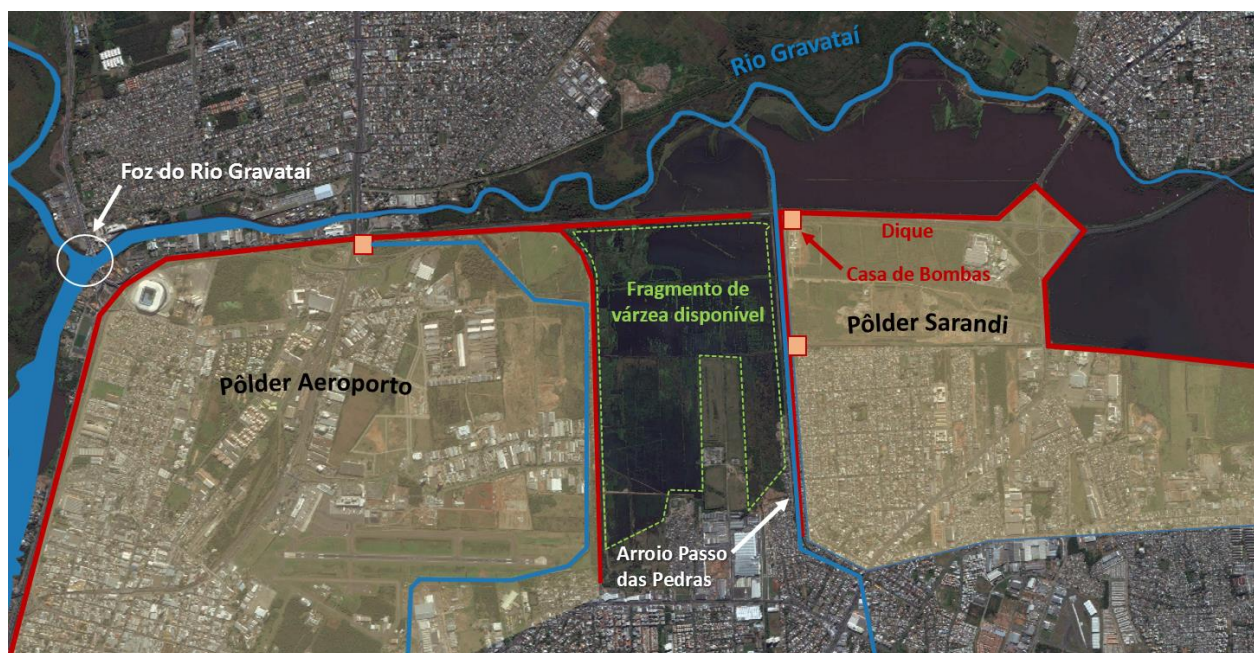 Rio Gravataí
Foz do Rio Gravataí
Dique
Casa de Bombas
Fragmento de
várzea disponível
Pôlder Sarandi
Pôlder Aeroporto
Arroio Passo
das Pedras